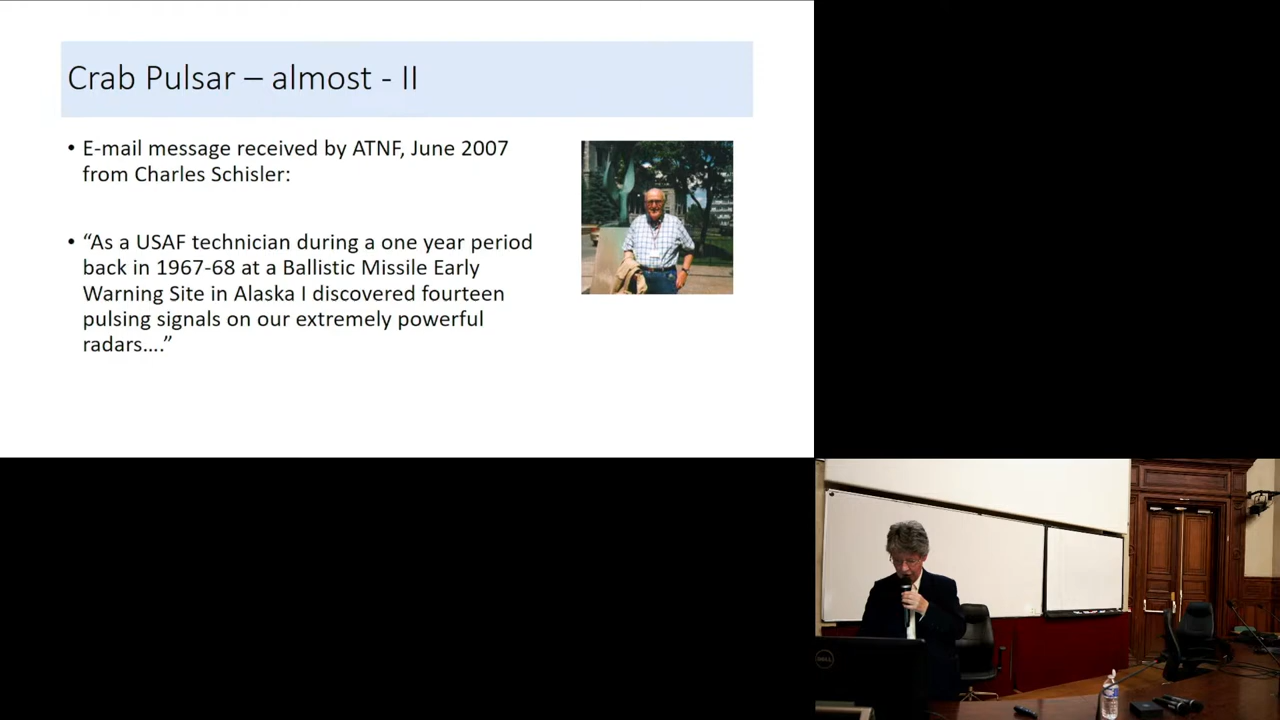 Crab Pulsar – almost - II
• E-mail message received by ATNF, June 2007
from Charles Schisler:
• “As a USAF technician during a one year period
back in 1967-68 at a Ballistic Missile Early
Warning Site in Alaska I discovered fourteen
pulsing signals on our extremely powerful
radars….”
DELL